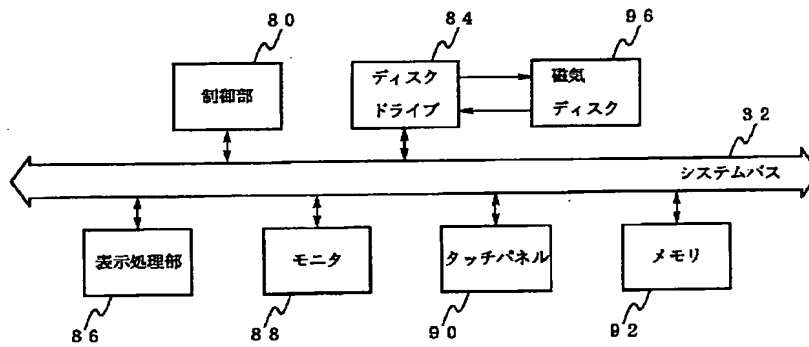 80
84
96
制御部
ディスク
ドライブ
磁気
ディスク
システムバス
表示処理部
モニタ
タッチパネル
メモリ
86
88
90
92